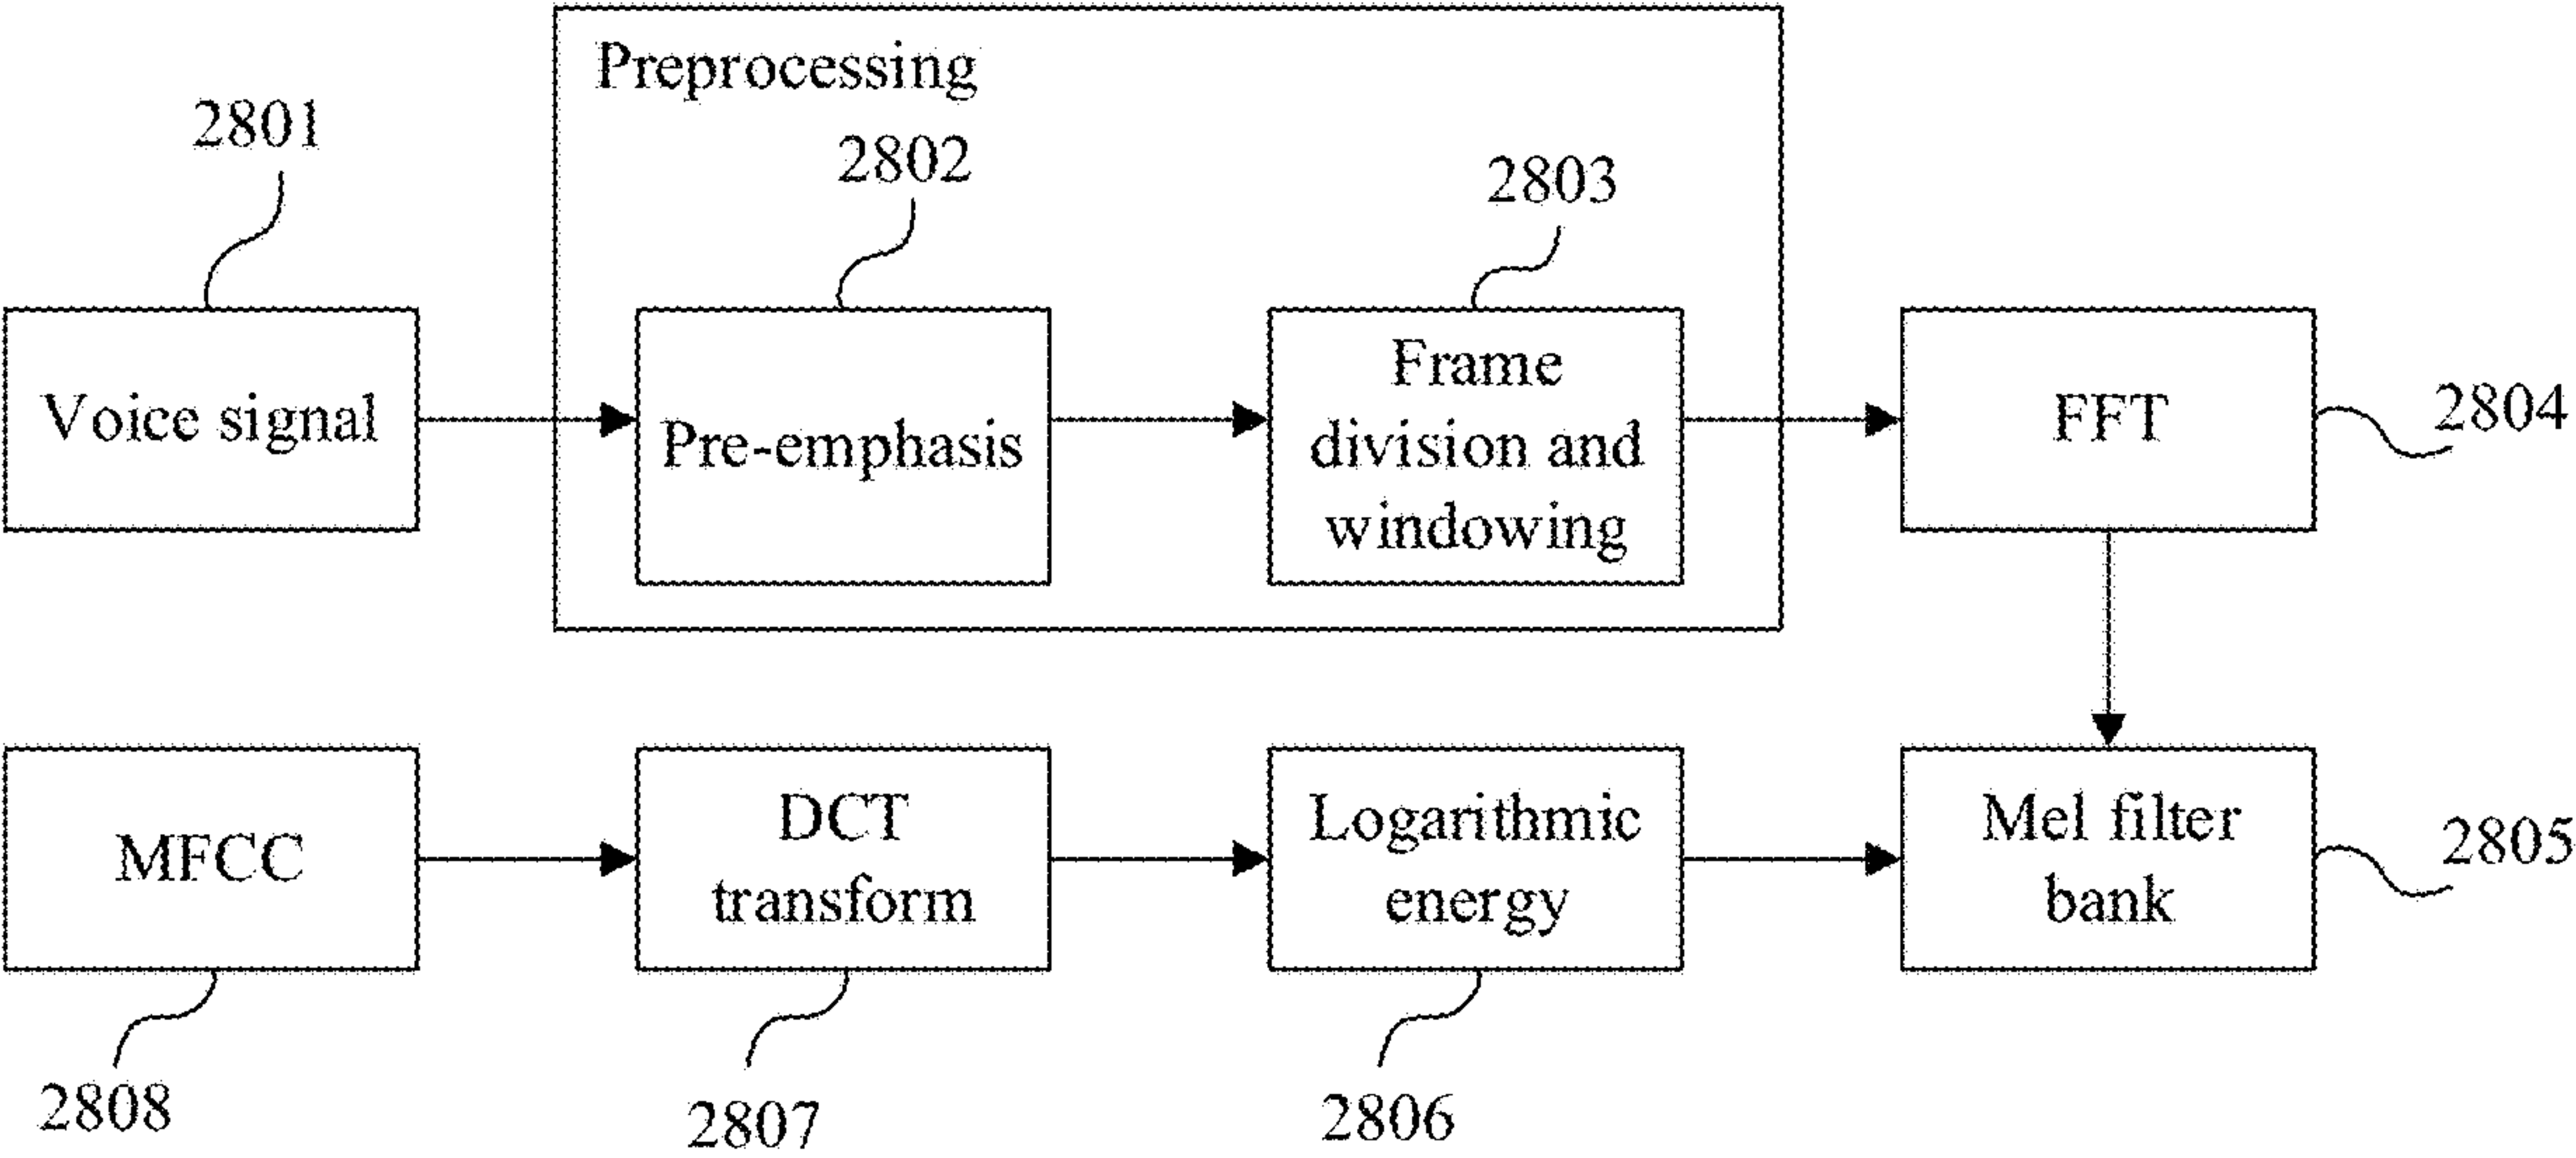 Preprocessing
2801
2802
2803
Voice signal
Pre-emphasis
Frame
division and
windowing
FFT
2804
MFCC
DCT
transform
Logarithmic
energy
Mel filter
bank
2805
2808
2807
2806